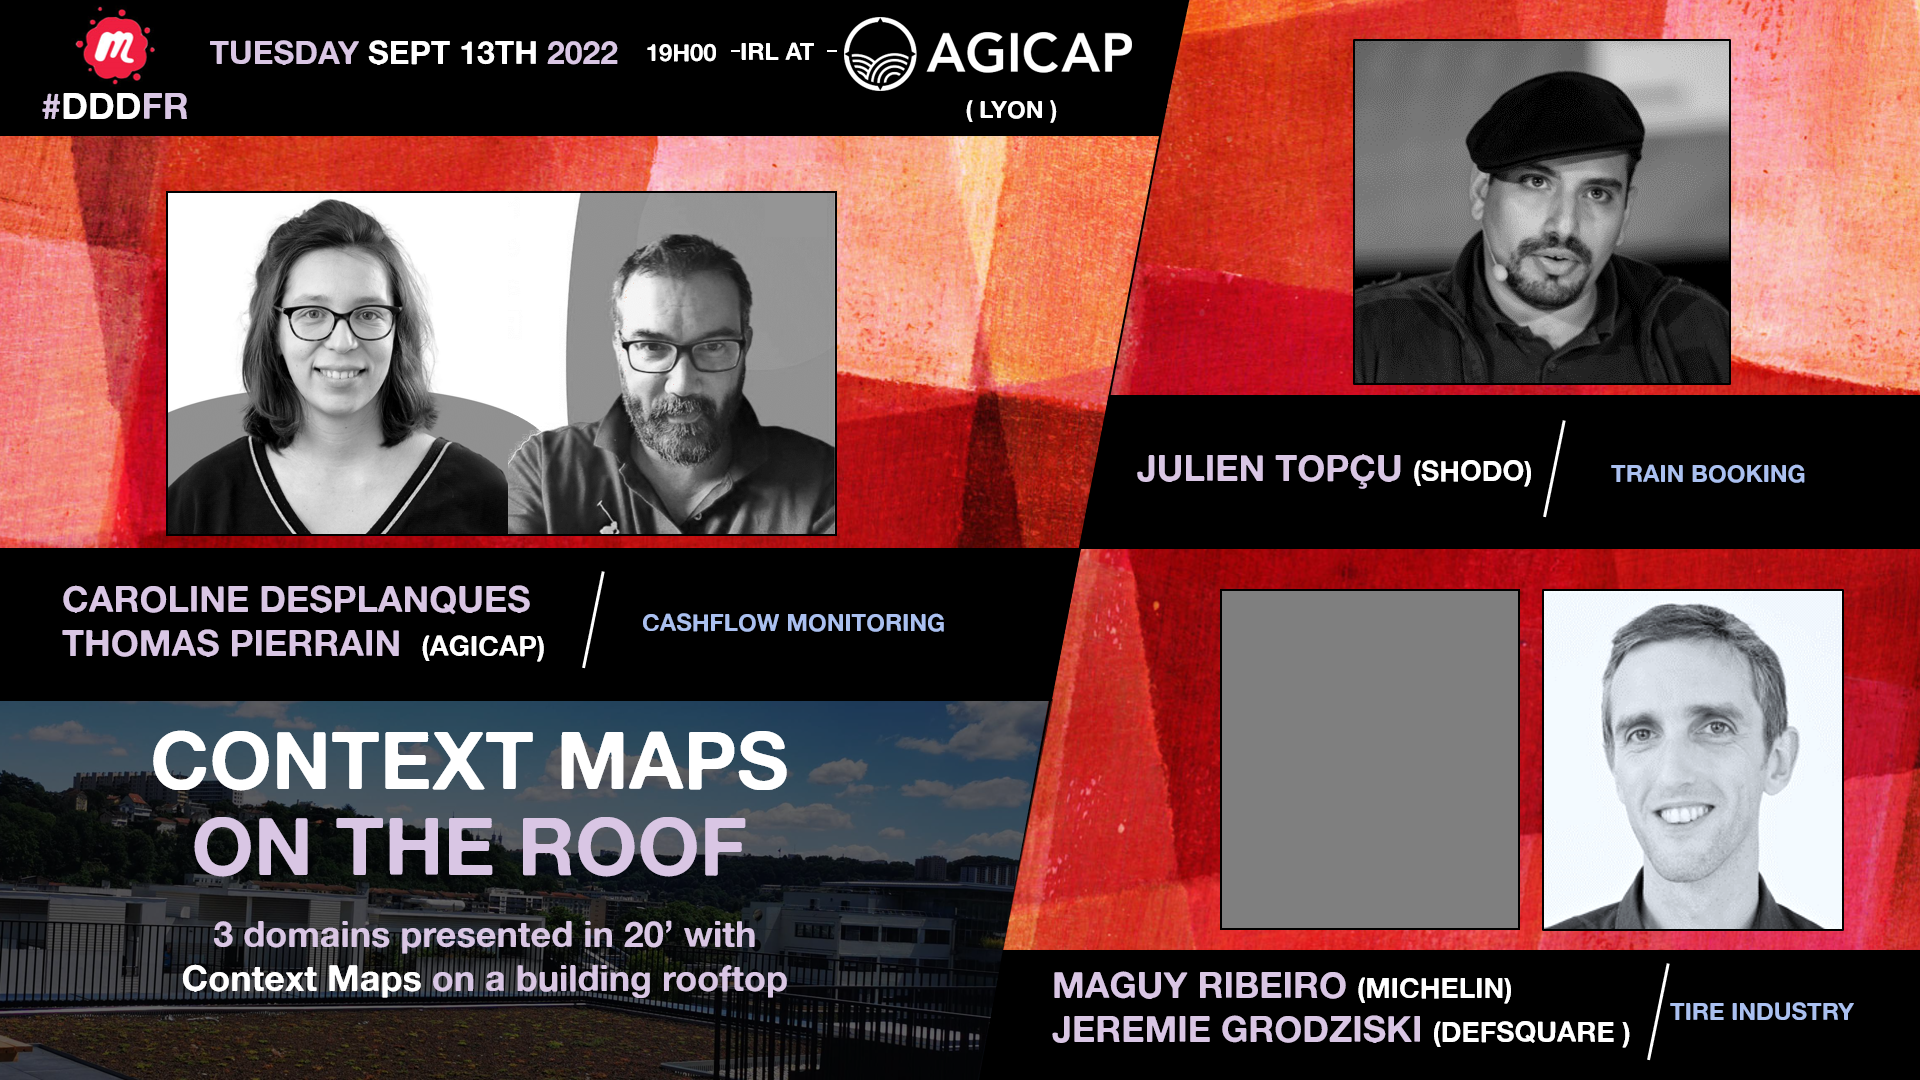 m
#DDDFR
TUESDAY SEPT 13TH 2022 19H00 -IRL AT - AGICAP
( LYON )
CAROLINE DESPLANQUES
THOMAS PIERRAIN (AGICAP)
CASHFLOW MONITORING
JULIEN TOPÇU (SHODO)
TRAIN BOOKING
CONTEXT MAPS
ON THE ROOF
3 domains presented in 20’ with
Context Maps on a building rooftop
MAGUY RIBEIRO (MICHELIN)
JEREMIE GRODZISKI (DEFSQUARE )
TIRE INDUSTRY